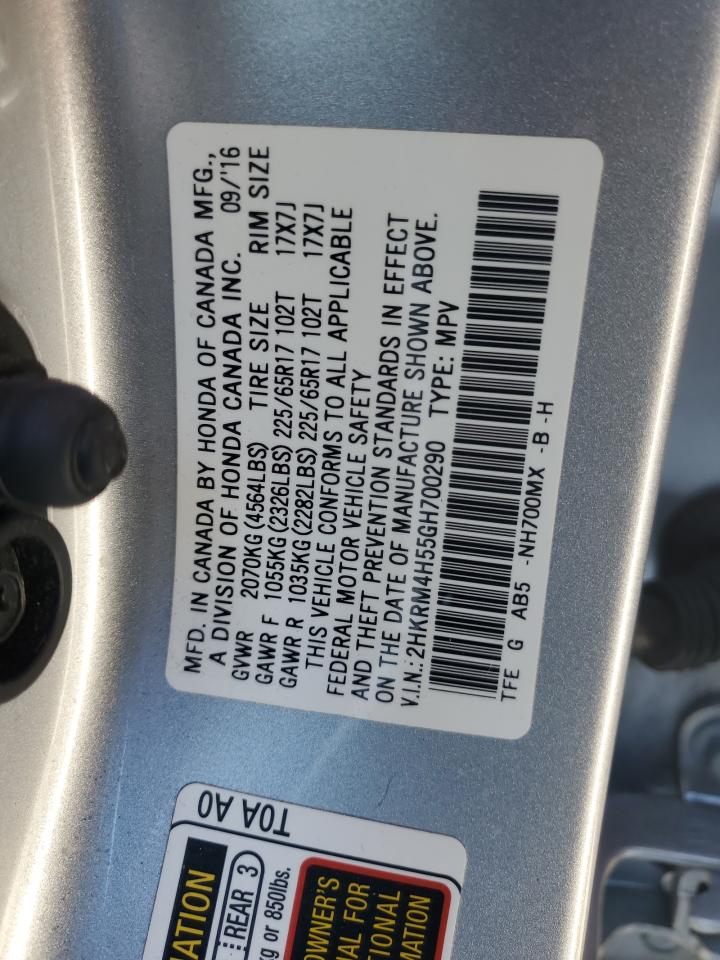 MFD. IN CANADA BY HONDA OF CANADA MFG.,
A DIVISION OF HONDA CANADA INC. 09/'16
GVWR 2070KG(4564LBS) TIRE SIZE RIM SIZE
GAWR F 1055KG(2326LBS) 225/65R17 102T 17X7J
GAWR R 1035KG(2282LBS) 225/65R17 102T 17X7J
THIS VEHICLE CONFORMS TO ALL APPLICABLE
FEDERAL MOTOR VEHICLE SAFETY
AND THEFT PREVENTION STANDARDS IN EFFECT
ON THE DATE OF MANUFACTURE SHOWN ABOVE.
V.I.N.: 2HKRM4H55GH700290 TYPE: MPV
TFE G AB5 -NH700MX -B -H
T0A A0
REAR 3
or 850lbs.
OWNER'S
FOR